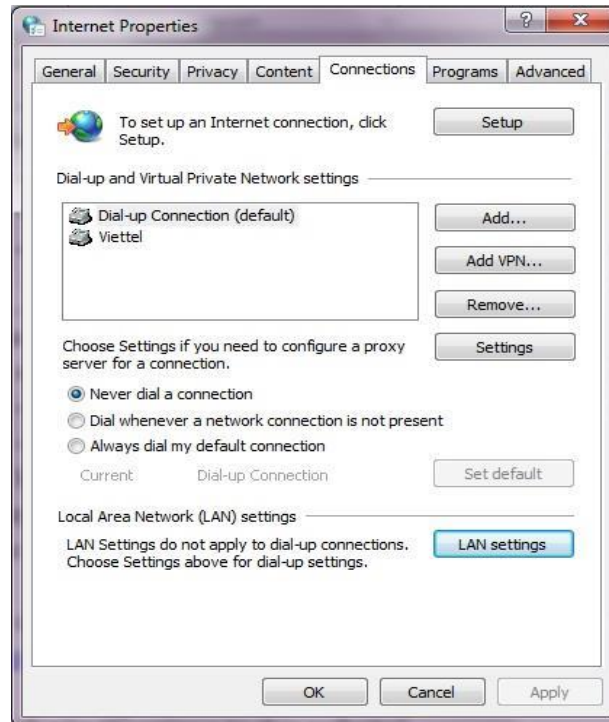 Internet Properties
General Security Privacy Content Connections Programs Advanced
To set up an Internet connection, click
Setup.
Setup
Dial-up and Virtual Private Network settings
Dial-up Connection (default)
Viettel
Add...
Add VPN...
Remove...
Choose Settings if you need to configure a proxy
server for a connection.
Settings
Never dial a connection
Dial whenever a network connection is not present
Always dial my default connection
Current Dial-up Connection Set default
Local Area Network (LAN) settings
LAN Settings do not apply to dial-up connections.
Choose Settings above for dial-up settings.
LAN settings
OK Cancel Apply